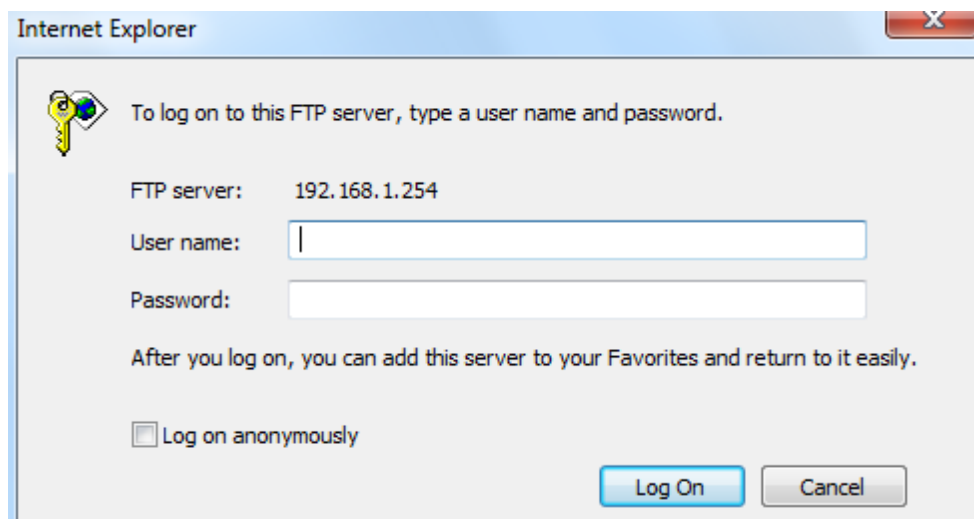 Internet Explorer
X
To log on to this FTP server, type a user name and password.
FTP server: 192.168.1.254
User name:
Password:
After you log on, you can add this server to your Favorites and return to it easily.
Log on anonymously
Log On Cancel